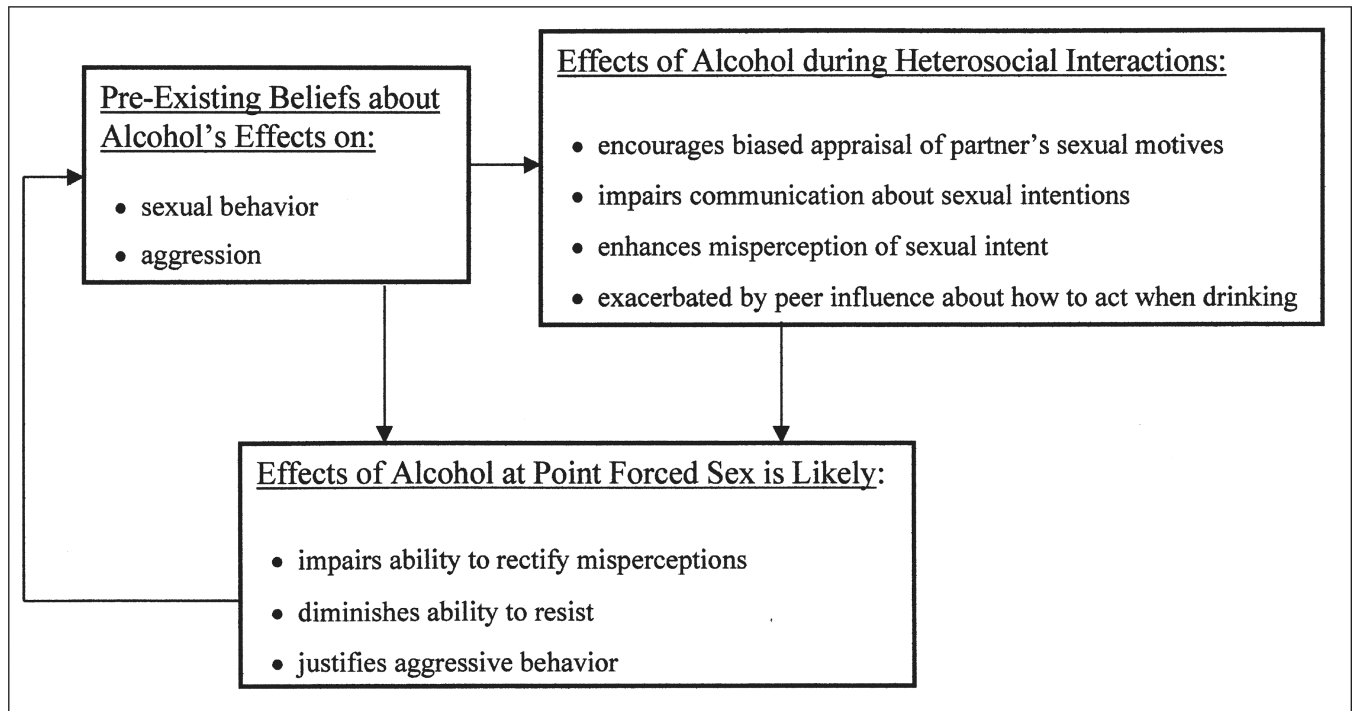 Pre-Existing Beliefs about
Alcohol's Effects on:
• sexual behavior
• aggression
Effects of Alcohol during Heterosocial Interactions:
• encourages biased appraisal of partner's sexual motives
• impairs communication about sexual intentions
• enhances misperception of sexual intent
• exacerbated by peer influence about how to act when drinking
Effects of Alcohol at Point Forced Sex is Likely:
• impairs ability to rectify misperceptions
• diminishes ability to resist
• justifies aggressive behavior